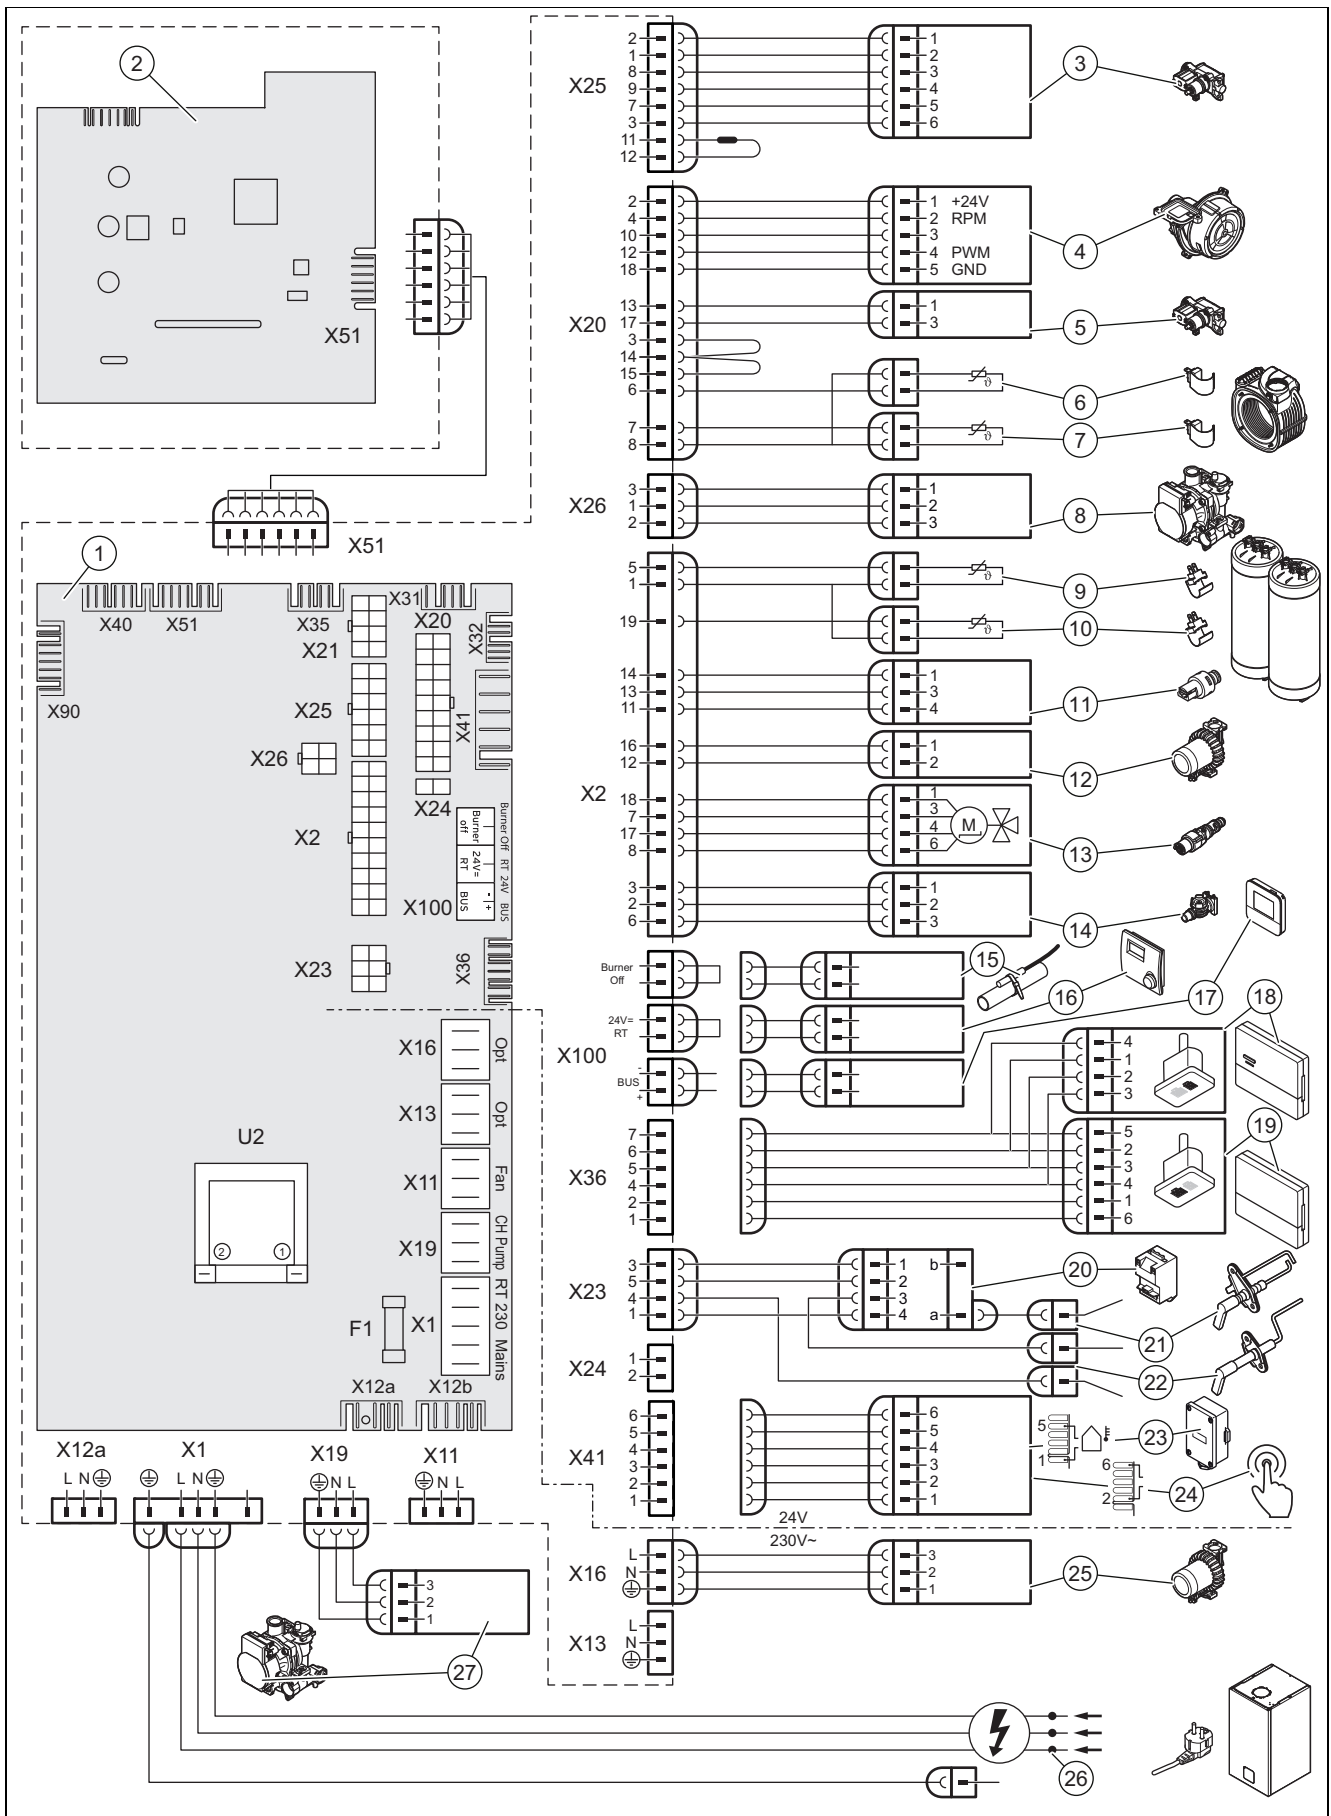 2
X51
X51
1
X40
X51
X35
X31
X21
X20
X32
X90
X25
X41
X26
X24
X2
Burner off
24V= RT
BUS
- +
Burner Off RT 24V BUS
X100
X23
X36
X16
Opt
X13
Opt
U2
2
1
X11
Fan
X19
CH Pump
F1
X1
RT 230 Mains
X12a
X12b
X12a
L N
X1
L N
X19
N L
X11
N L
3
2
1
27
X25
2 1
1 2
8 3
9 4
7 5
3 6
11
12
3
X20
2 1 +24V
4 2 RPM
10 3
12 4 PWM
18 5 GND
4
13 1
17 3
5
3
14
15
6
ϑ
6
7
8
ϑ
7
X26
3 1
1 2
2 3
8
X2
5
1
ϑ
9
19
ϑ
10
14 1
13 3
11 4
11
16 1
12 2
12
18 1
7 3
17 4
8 6
M
13
3 1
2 2
6 3
14
X100
Burner
Off
15
24V=
RT
16
-
BUS
+
17
4
1
2
3
18
X36
7 5
6 2
5 3
4 4
2 1
1 6
19
X23
3 1 b
5 2
4 3
1 4 a
20
21
22
X24
1
2
X41
6 6
5 5
4 4
3 3
2 2
1 1
5
1
23
6
2
24
24V
230V~
X16
L 3
N 2
1
25
X13
L
N
26